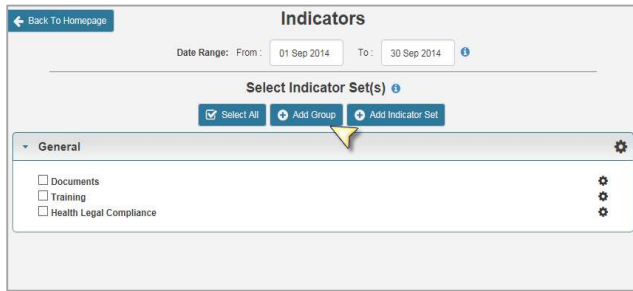 Back To Homepage
Indicators
Date Range: From : 01 Sep 2014 To : 30 Sep 2014
Select Indicator Set(s)
Select All Add Group Add Indicator Set
General
Documents
Training
Health Legal Compliance